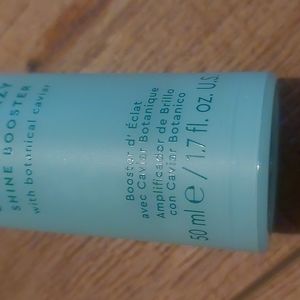 SHINE BOOSTER
with botanical caviar
Booster d' Éclat
avec Caviar Botanique
Amplificador de Brillo
con Caviar Botanico
50 ml e / 1.7 fl. oz. U.S.